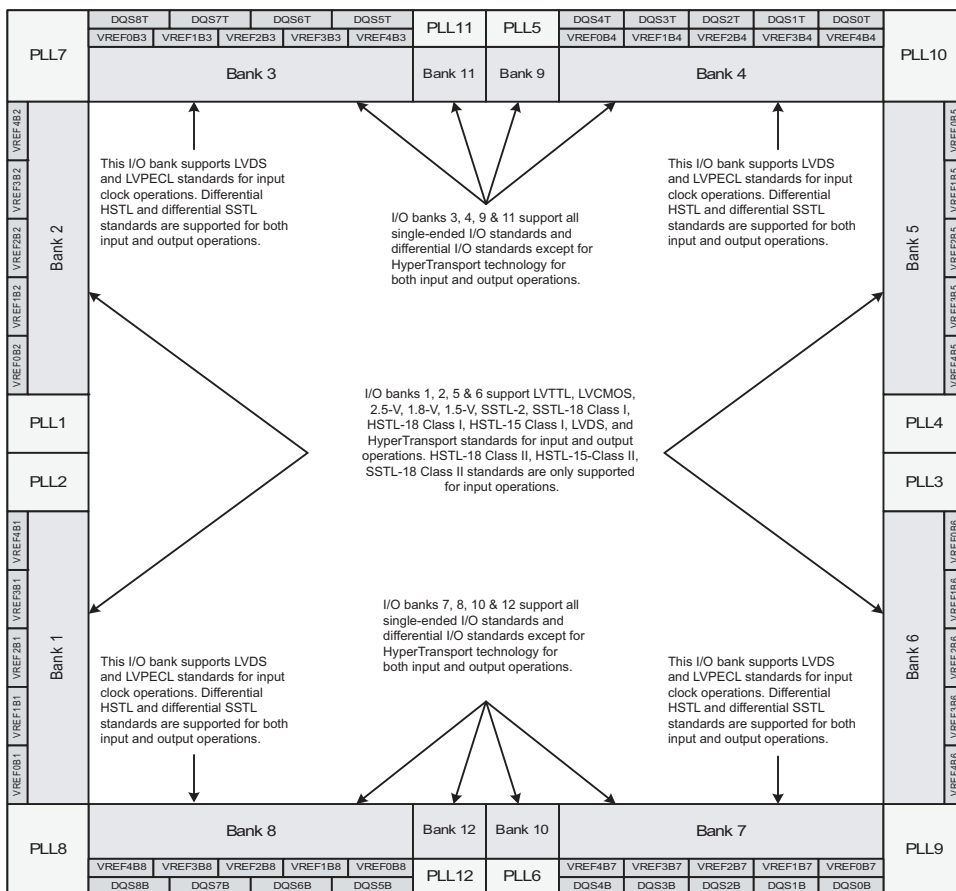 DQS8T DQS7T DQS6T DQS5T
PLL11 PLL5
DQS4T DQS3T DQS2T DQS1T DQS0T
VREF0B3 VREF1B3 VREF2B3 VREF3B3 VREF4B3
VREF0B4 VREF1B4 VREF2B4 VREF3B4 VREF4B4
PLL7
PLL10
Bank 3
Bank 11
Bank 9
Bank 4
VREF4B2
VREF3B2
VREF2B2
VREF1B2
VREF0B2
Bank 2
This I/O bank supports LVDS
and LVPECL standards for input
clock operations. Differential
HSTL and differential SSTL
standards are supported for both
input and output operations.
I/O banks 3, 4, 9 & 11 support all
single-ended I/O standards and
differential I/O standards except for
HyperTransport technology for
both input and output operations.
This I/O bank supports LVDS
and LVPECL standards for input
clock operations. Differential
HSTL and differential SSTL
standards are supported for both
input and output operations.
Bank 5
VREF0B5
VREF1B5
VREF2B5
VREF3B5
VREF4B5
PLL1
PLL2
I/O banks 1, 2, 5 & 6 support LVTTL, LVCMOS,
2.5-V, 1.8-V, 1.5-V, SSTL-2, SSTL-18 Class I,
HSTL-18 Class I, HSTL-15 Class I, LVDS, and
HyperTransport standards for input and output
operations. HSTL-18 Class II, HSTL-15-Class II,
SSTL-18 Class II standards are only supported
for input operations.
PLL4
PLL3
VREF4B1
VREF3B1
VREF2B1
VREF1B1
VREF0B1
Bank 1
I/O banks 7, 8, 10 & 12 support all
single-ended I/O standards and
differential I/O standards except for
HyperTransport technology for
both input and output operations.
This I/O bank supports LVDS
and LVPECL standards for input
clock operations. Differential
HSTL and differential SSTL
standards are supported for both
input and output operations.
This I/O bank supports LVDS
and LVPECL standards for input
clock operations. Differential
HSTL and differential SSTL
standards are supported for both
input and output operations.
Bank 6
VREF0B6
VREF1B6
VREF2B6
VREF3B6
VREF4B6
PLL8
Bank 8
Bank 12
Bank 10
Bank 7
PLL9
VREF4B8 VREF3B8 VREF2B8 VREF1B8 VREF0B8
PLL12 PLL6
VREF4B7 VREF3B7 VREF2B7 VREF1B7 VREF0B7
DQS8B DQS7B DQS6B DQS5B
DQS4B DQS3B DQS2B DQS1B DQS0B